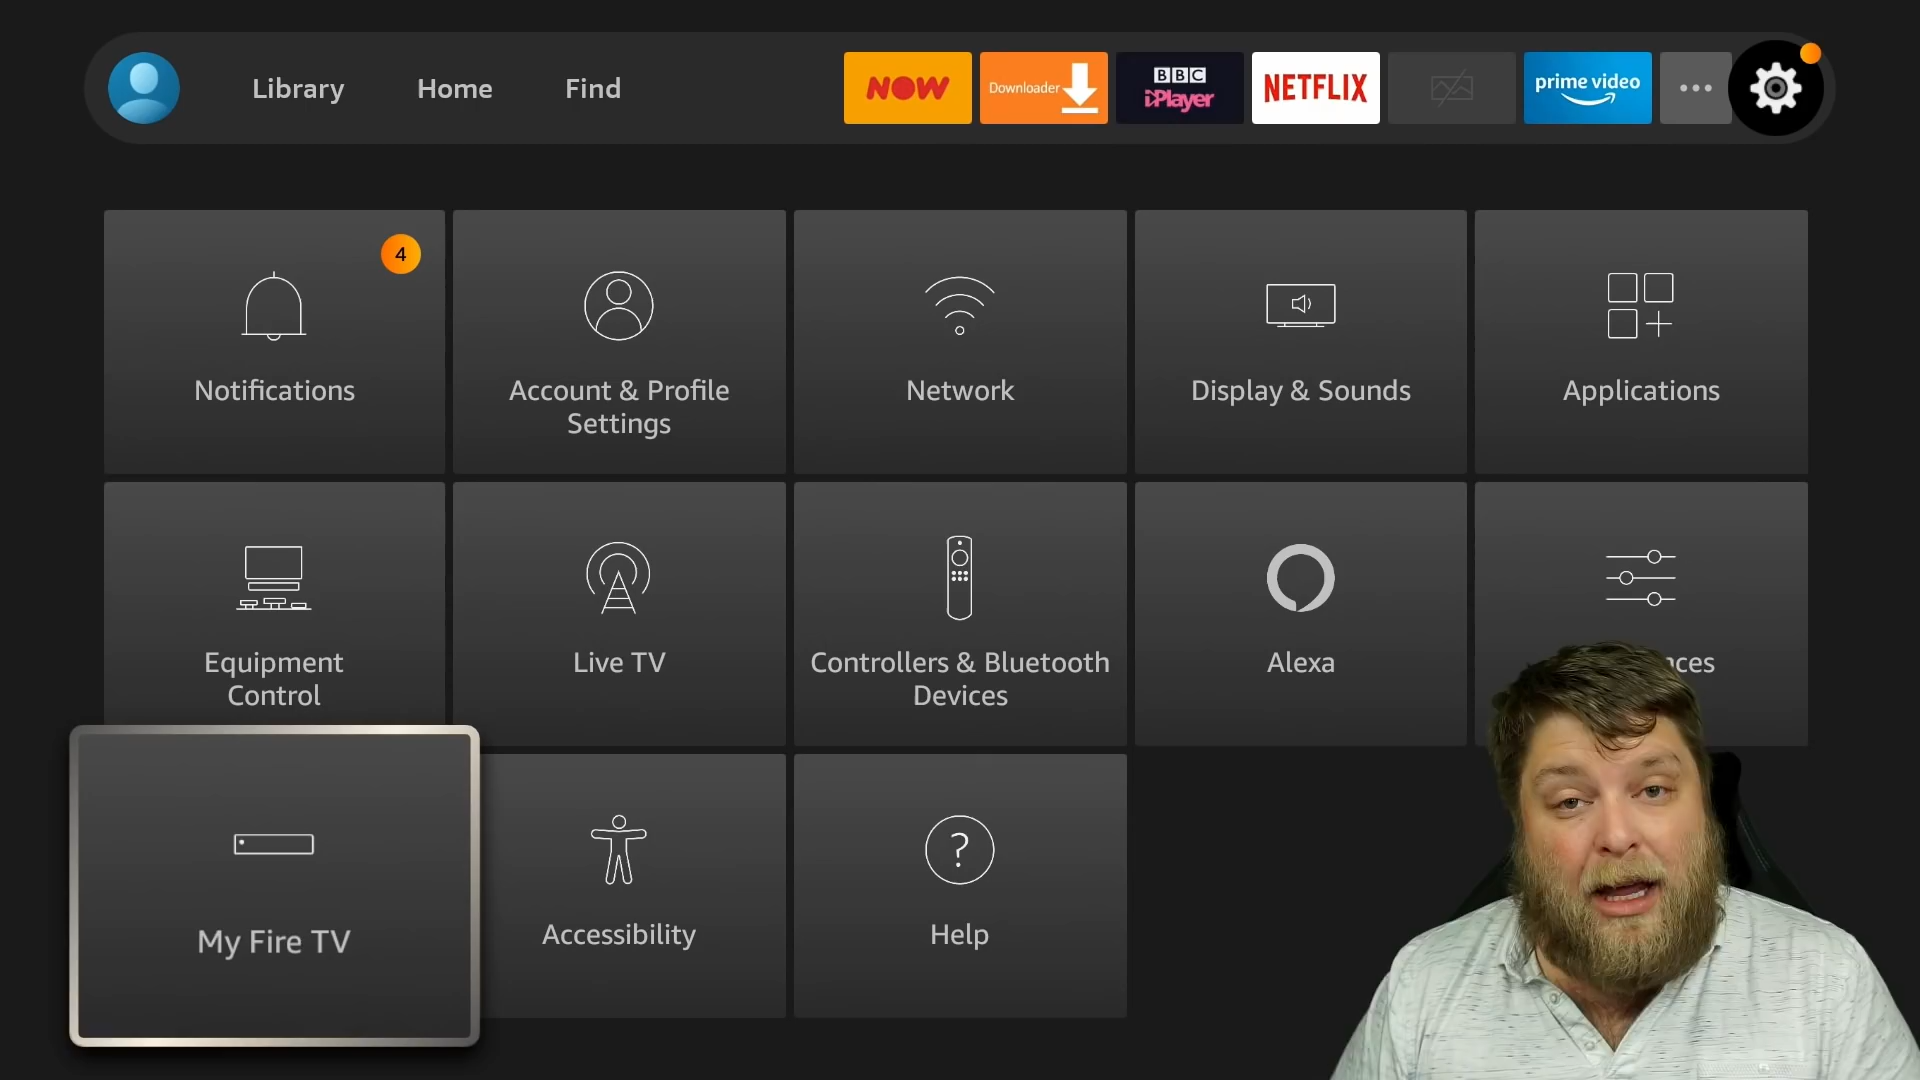 Library Home Find
NOW
Downloader
BBC
iPlayer
NETFLIX
prime video
4
Notifications
Account & Profile
Settings
Network
Display & Sounds
Applications
Equipment
Control
Live TV
Controllers & Bluetooth
Devices
Alexa
nces
My Fire TV
Accessibility
?
Help